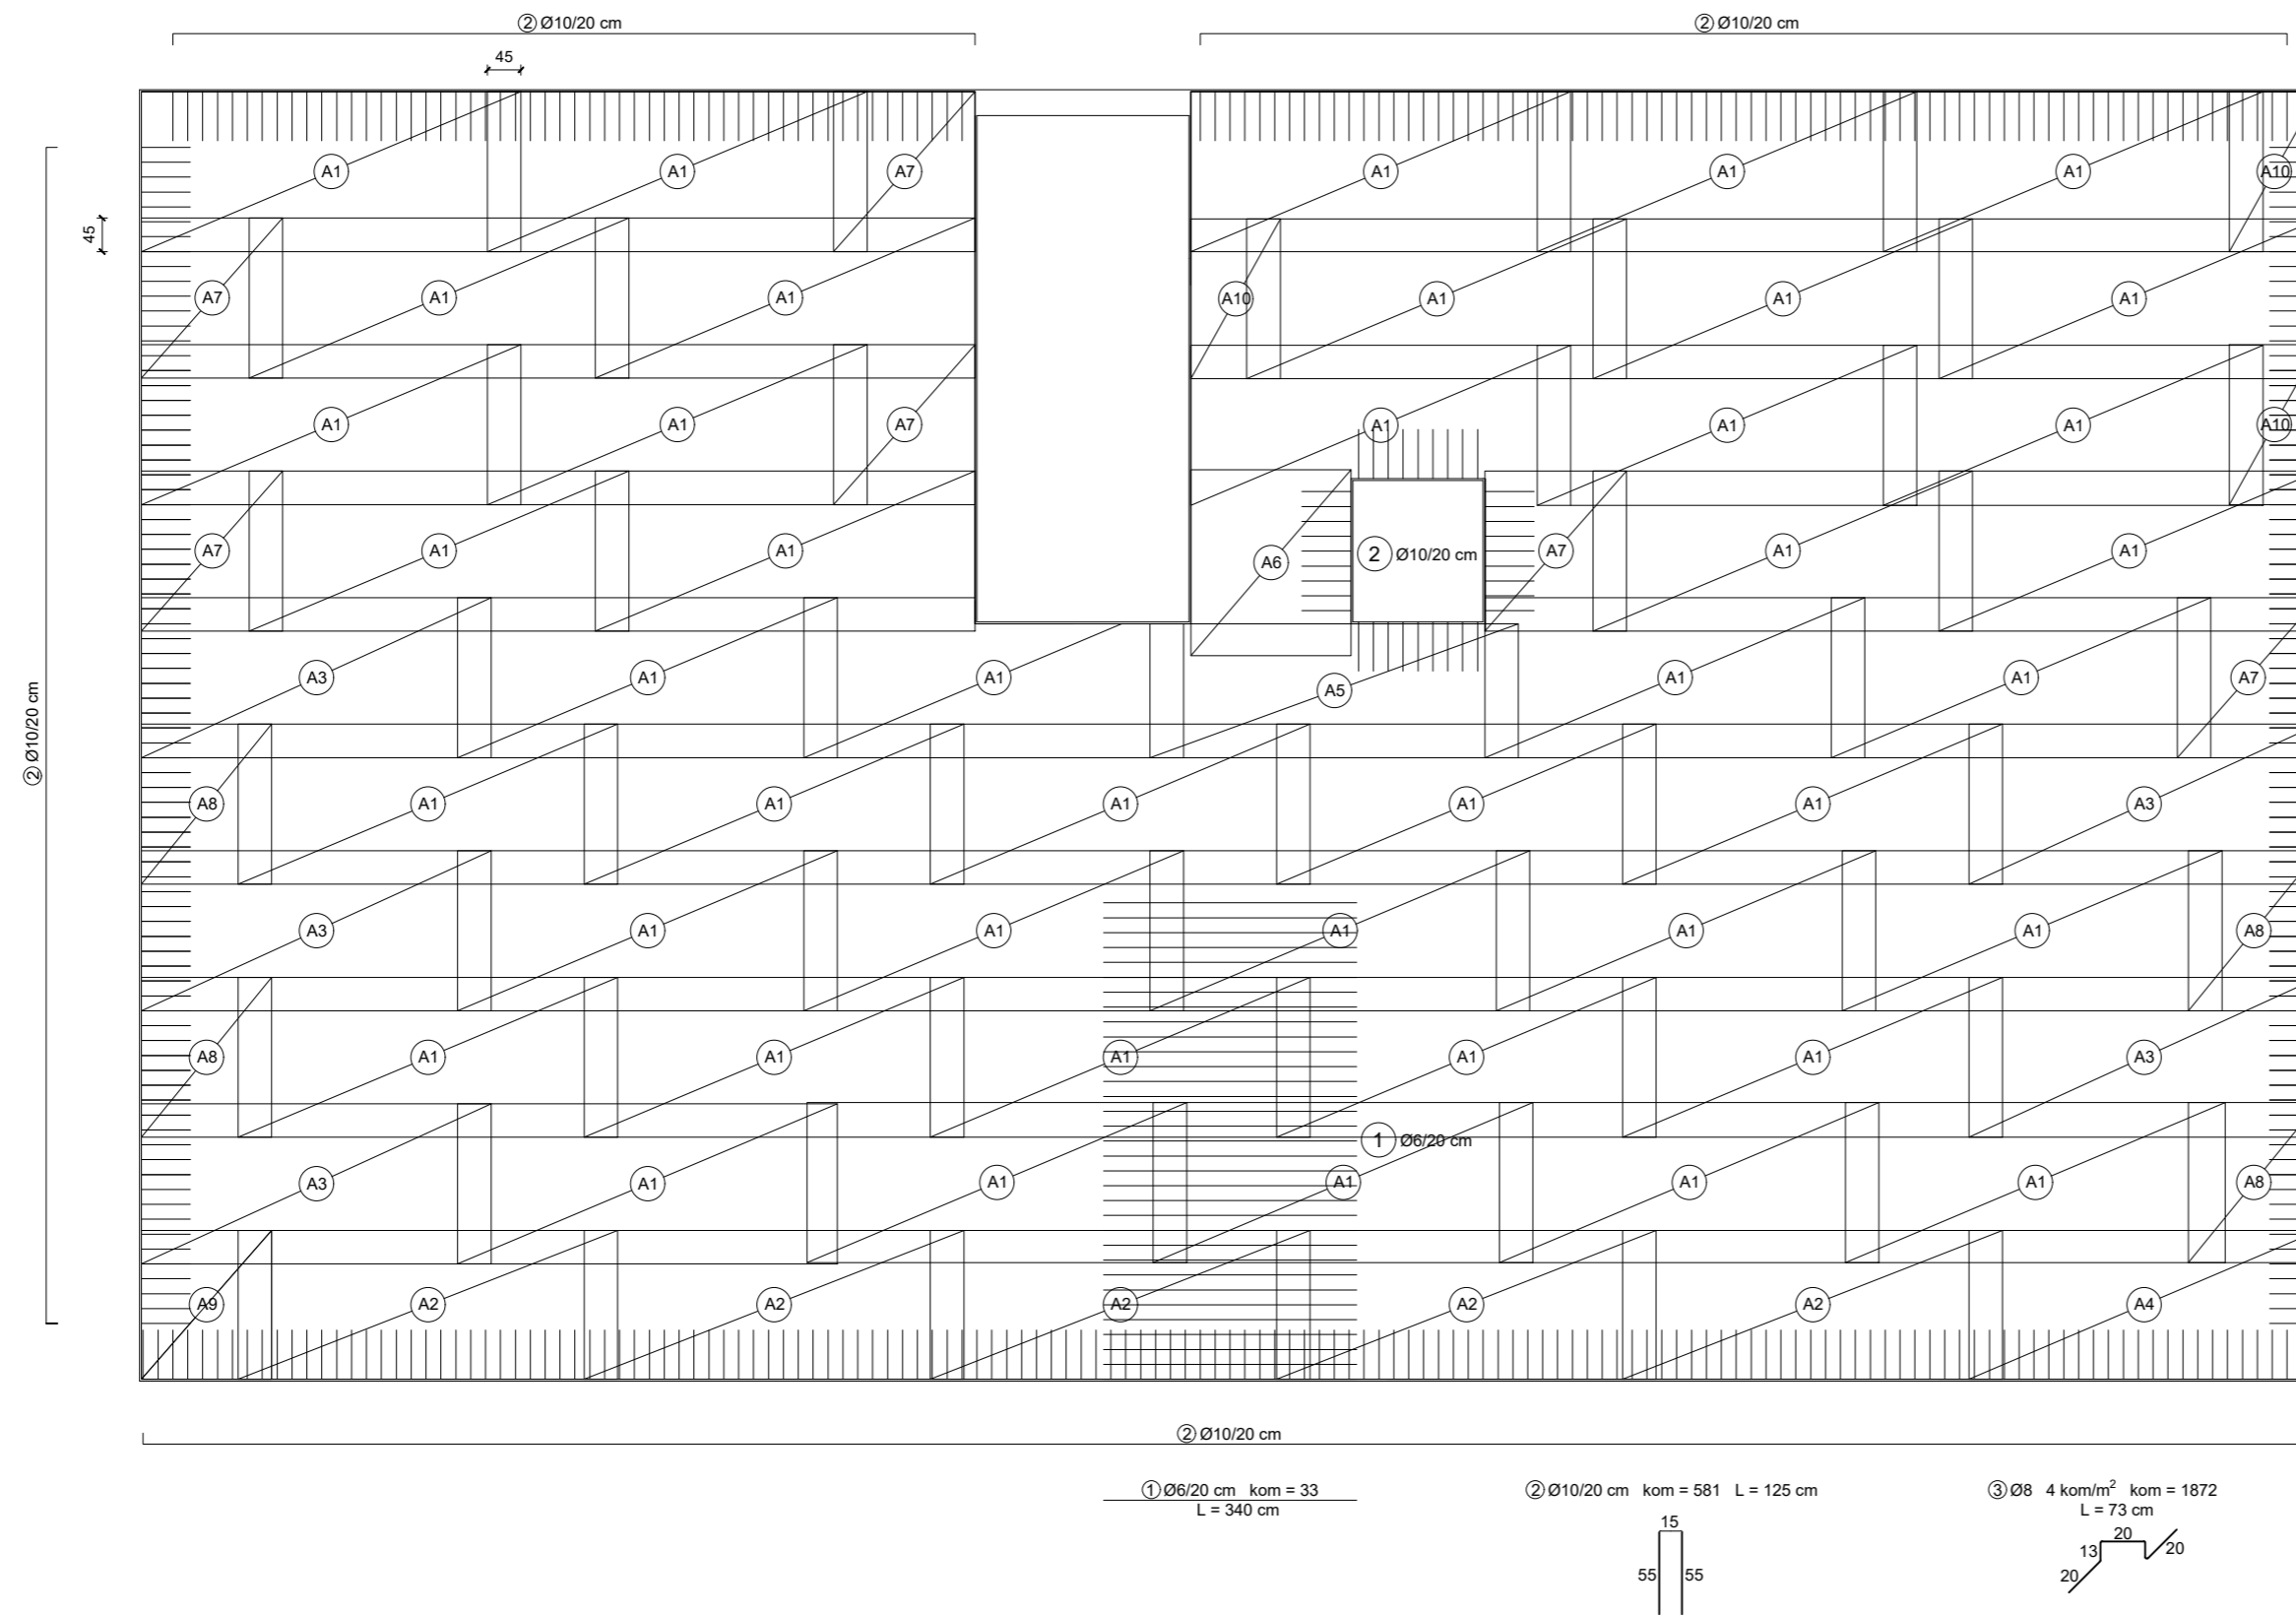 ② Ø10/20 cm
② Ø10/20 cm
45
A1
A1
A7
A1
A1
A1
A10
45
A7
A1
A1
A10
A1
A1
A1
A1
A1
A7
A1
A1
A1
A10
A7
A1
A1
A6
② Ø10/20 cm
A7
A1
A1
A3
A1
A1
A5
A1
A1
A7
② Ø10/20 cm
A8
A1
A1
A1
A1
A1
A3
A3
A1
A1
A1
A1
A1
A8
A8
A1
A1
A1
A1
A1
A3
① Ø6/20 cm
A3
A1
A1
A1
A1
A1
A8
A9
A2
A2
A2
A2
A2
A4
② Ø10/20 cm
① Ø6/20 cm kom = 33
L = 340 cm
② Ø10/20 cm kom = 581 L = 125 cm
15
55 55
③ Ø8 4 kom/m² kom = 1872
L = 73 cm
20
13 20
20